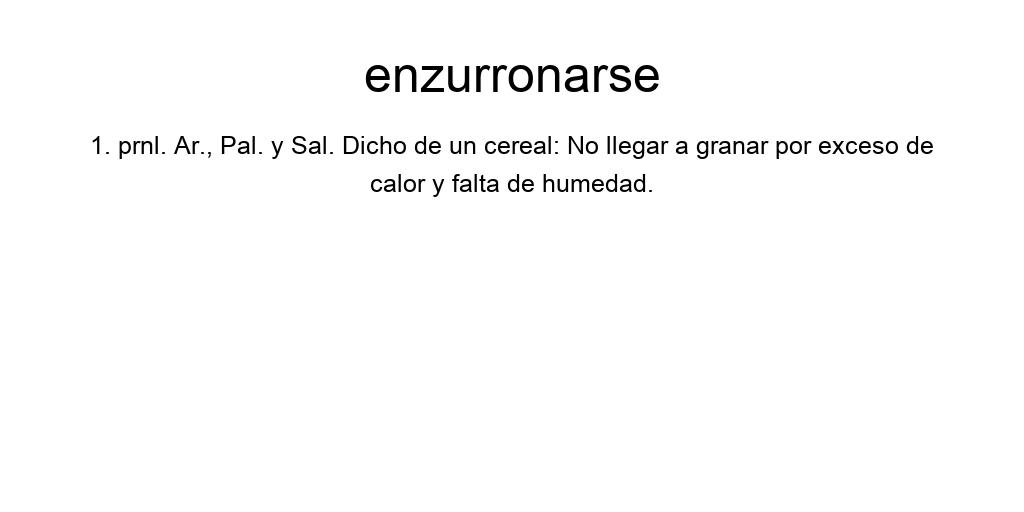 enzurronarse
1. prnl. Ar., Pal. y Sal. Dicho de un cereal: No llegar a granar por exceso de
calor y falta de humedad.